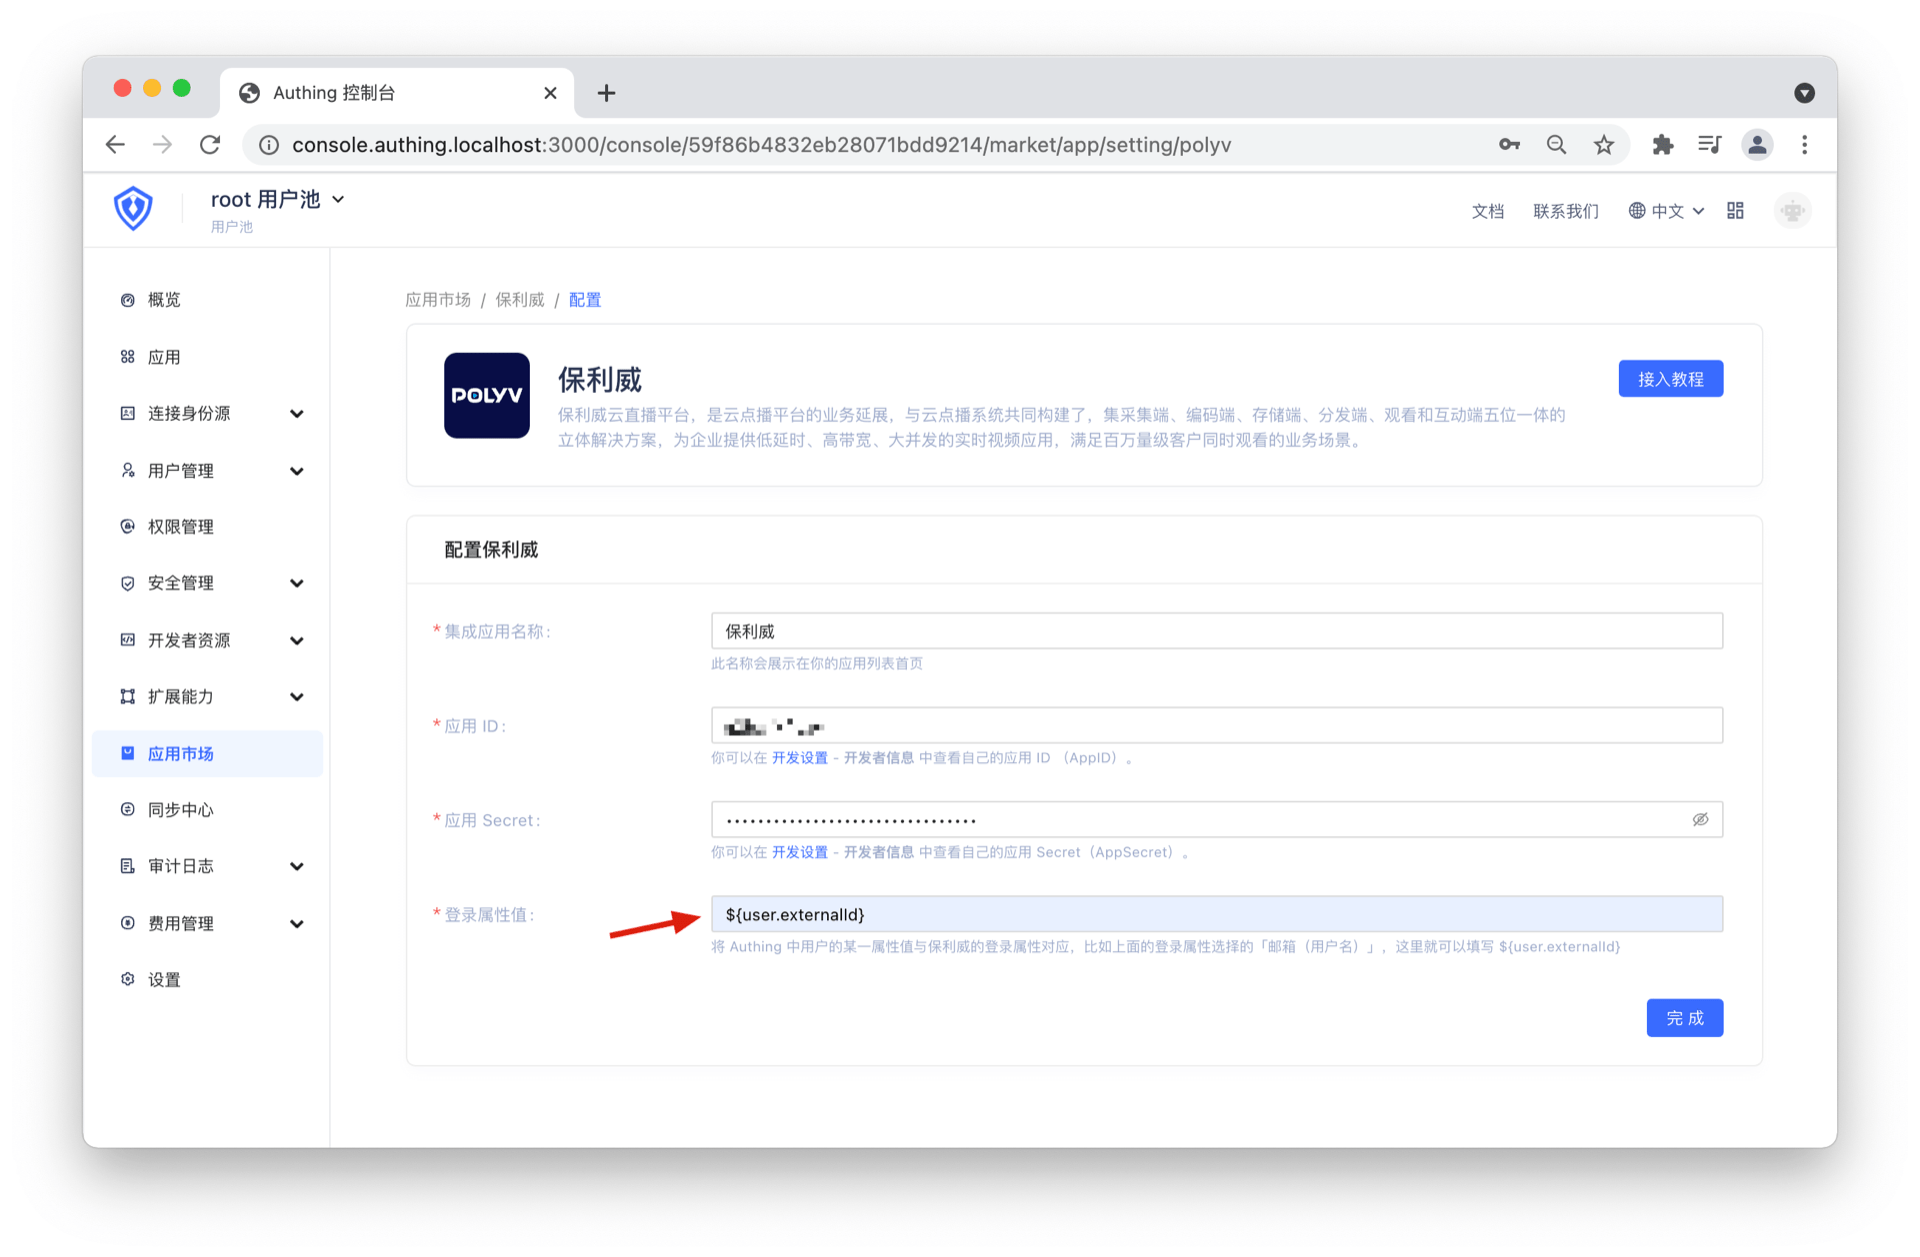 Authing 控制台
console.authing.localhost:3000/console/59f86b4832eb28071bdd9214/market/app/setting/polyv
root 用户池
用户池
文档
联系我们
中文
概览
应用
连接身份源
用户管理
权限管理
安全管理
开发者资源
扩展能力
应用市场
同步中心
审计日志
费用管理
设置
应用市场 / 保利威 / 配置
POLYV
保利威
接入教程
保利威云直播平台，是云点播平台的业务延展，与云点播系统共同构建了，集采集端、编码端、存储端、分发端、观看和互动端五位一体的
立体解决方案，为企业提供低延时、高带宽、大并发的实时视频应用，满足百万量级客户同时观看的业务场景。
配置保利威
* 集成应用名称：
保利威
此名称会展示在你的应用列表首页
* 应用 ID：
你可以在 开发设置 - 开发者信息 中查看自己的应用 ID （AppID）。
* 应用 Secret：
你可以在 开发设置 - 开发者信息 中查看自己的应用 Secret（AppSecret）。
* 登录属性值：
${user.externalId}
将 Authing 中用户的某一属性值与保利威的登录属性对应，比如上面的登录属性选择的「邮箱（用户名）」，这里就可以填写 ${user.externalId}
完 成